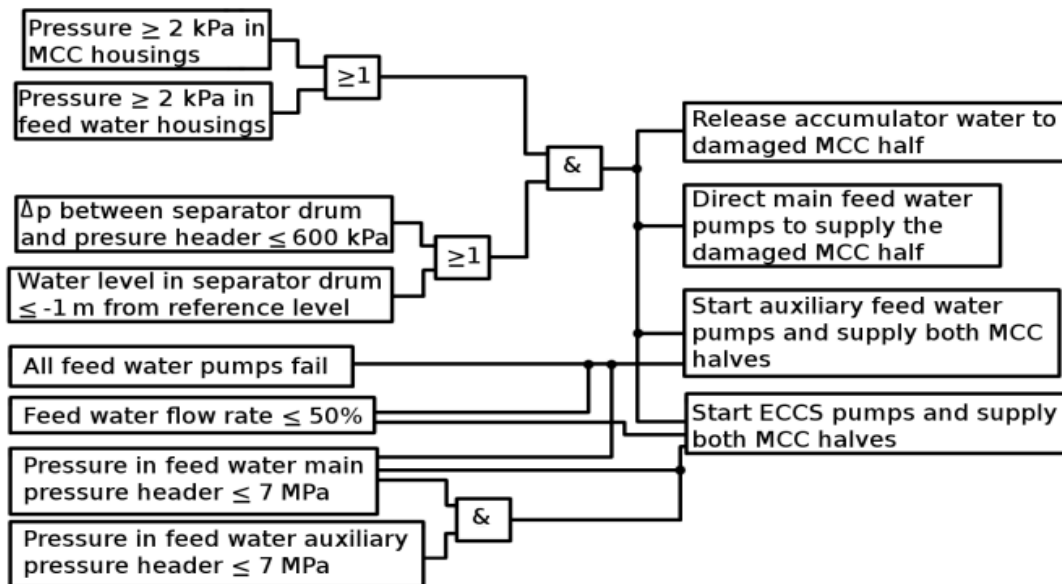 Pressure ≥ 2 kPa in
MCC housings
Pressure ≥ 2 kPa in
feed water housings
≥1
Δp between separator drum
and presure header ≤ 600 kPa
Water level in separator drum
≤ -1 m from reference level
≥1
&
All feed water pumps fail
Feed water flow rate ≤ 50%
Pressure in feed water main
pressure header ≤ 7 MPa
Pressure in feed water auxiliary
pressure header ≤ 7 MPa
&
Release accumulator water to
damaged MCC half
Direct main feed water
pumps to supply the
damaged MCC half
Start auxiliary feed water
pumps and supply both MCC
halves
Start ECCS pumps and supply
both MCC halves